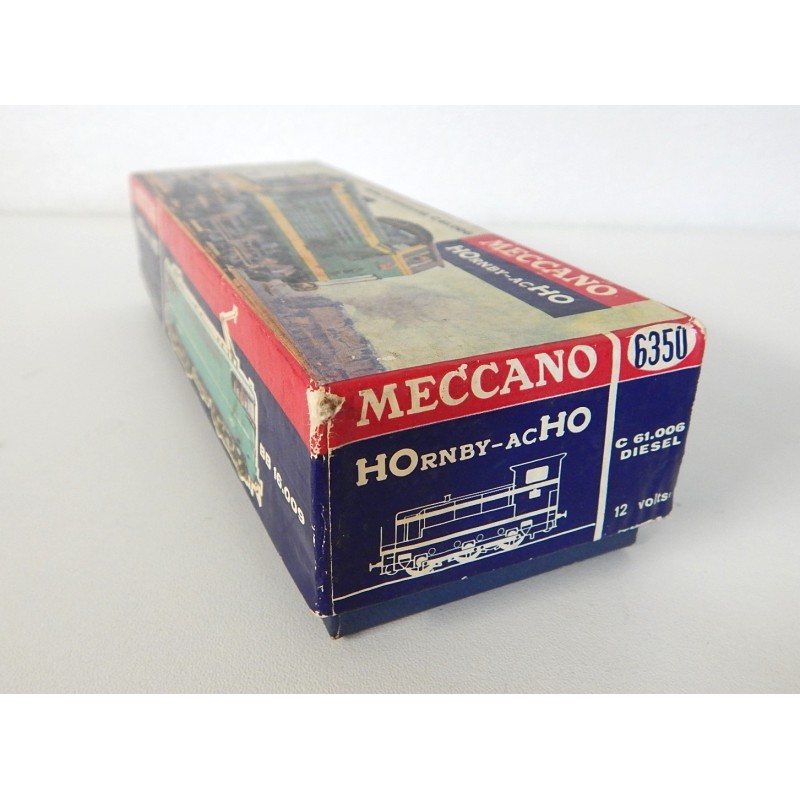 MECCANO
HORNBY-ACHO
MECCANO
6350
HORNBY-ACHO
C 61.006
DIESEL
12 volts
BB 16.009